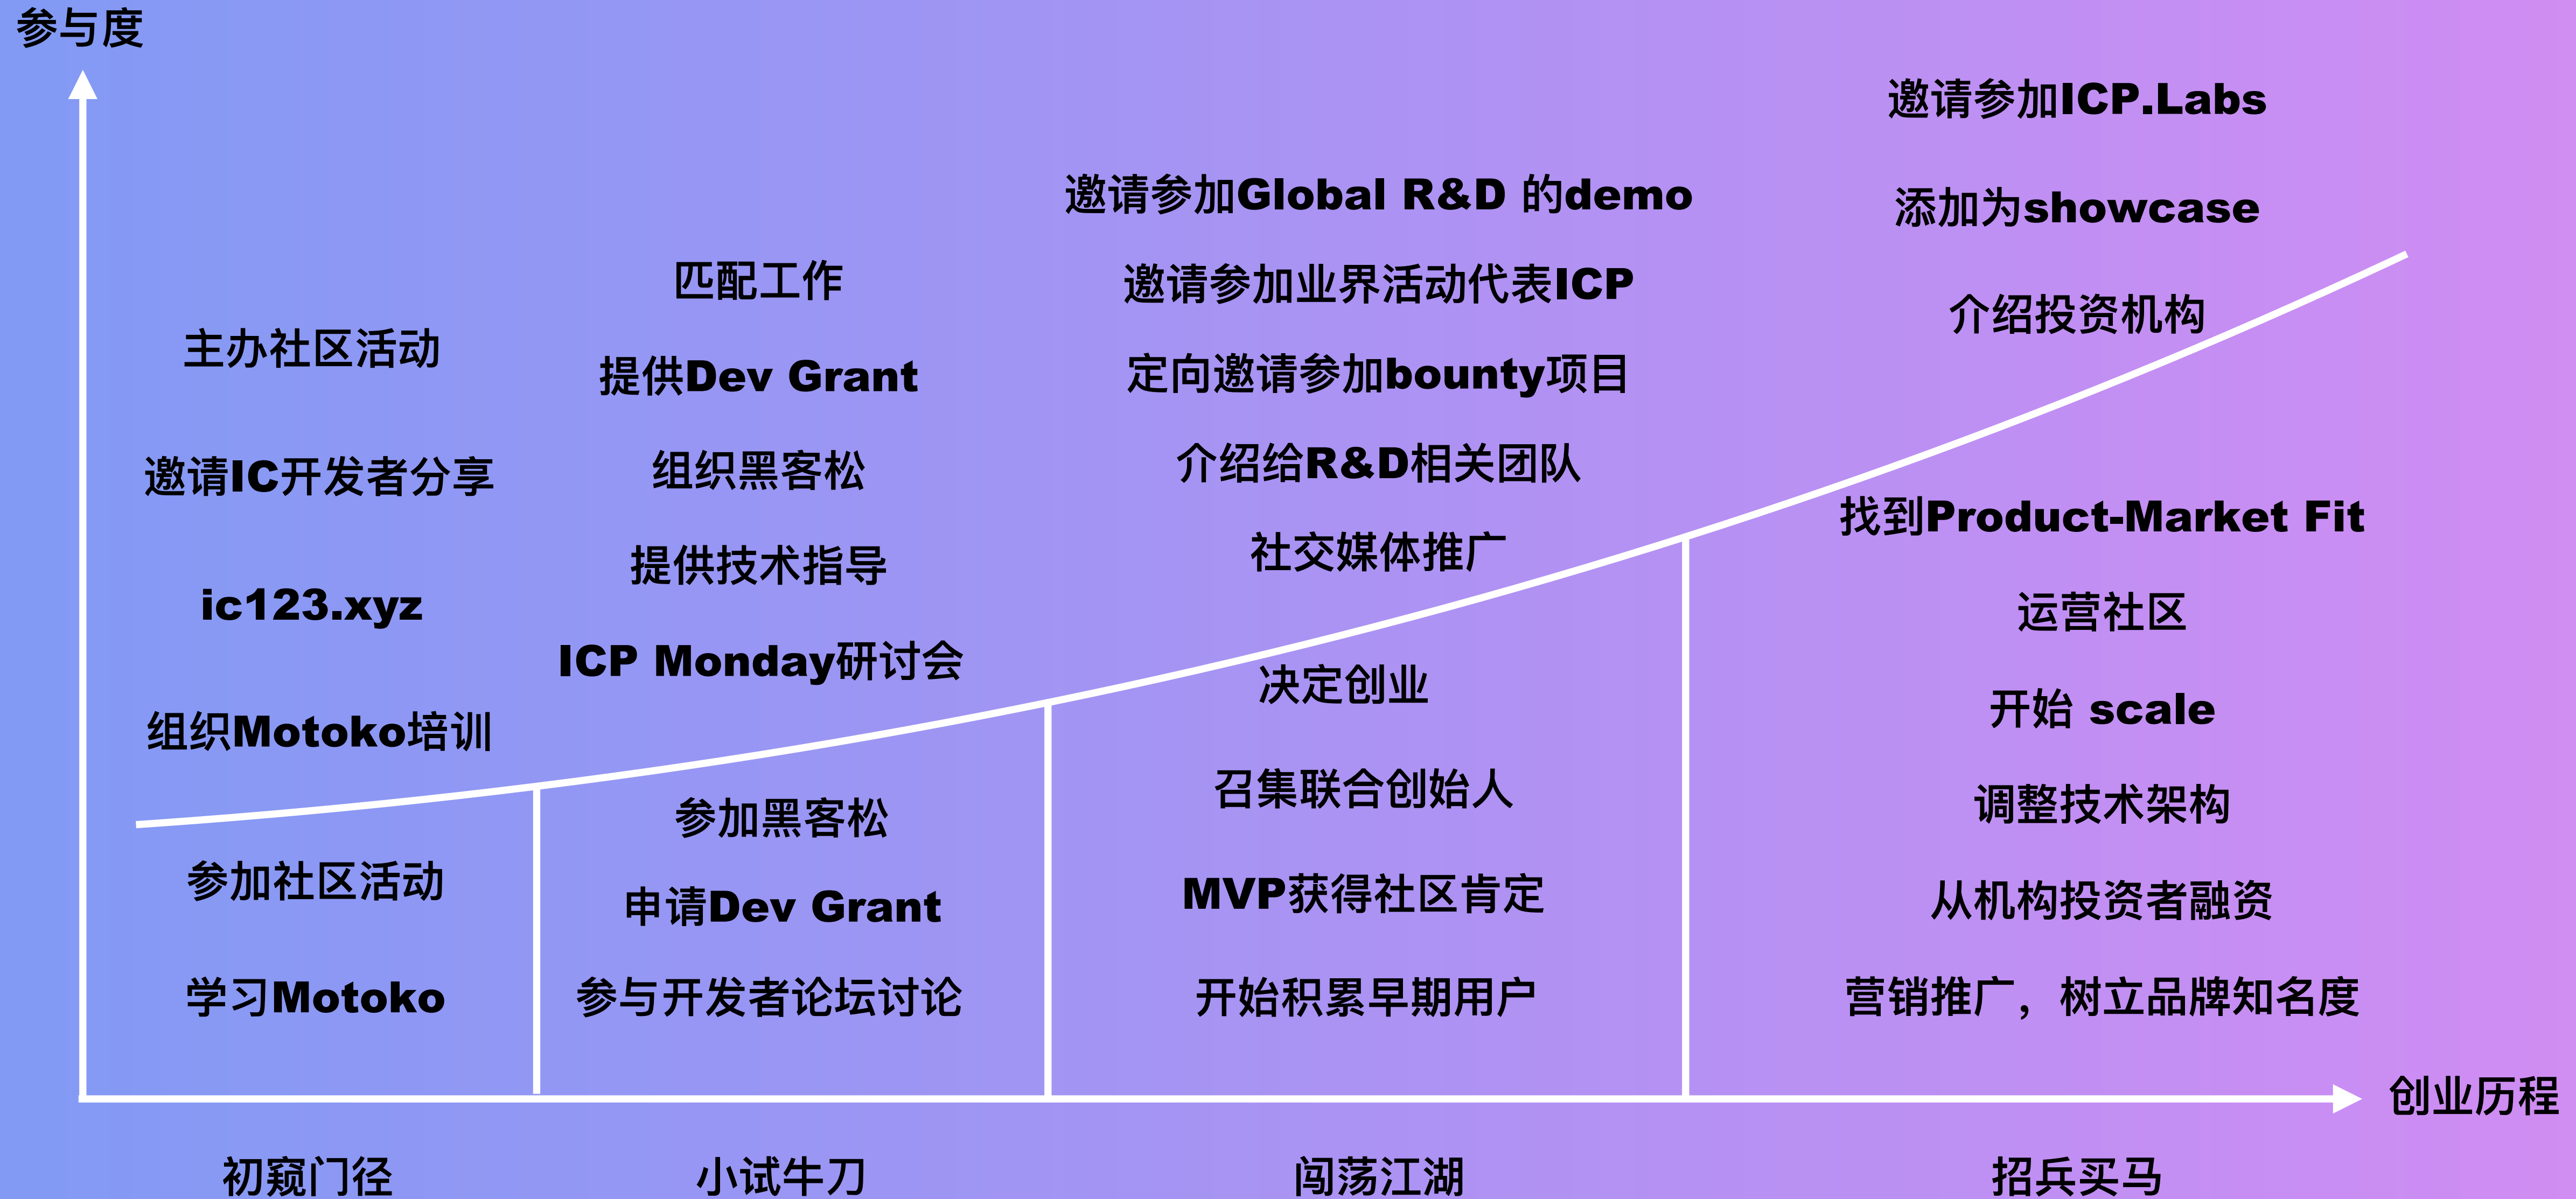 参与度
主办社区活动
邀请IC开发者分享
ic123.xyz
组织Motoko培训
参加社区活动
学习Motoko
匹配工作
提供Dev Grant
组织黑客松
提供技术指导
ICP Monday研讨会
参加黑客松
申请Dev Grant
参与开发者论坛讨论
邀请参加Global R&D 的demo
邀请参加业界活动代表ICP
定向邀请参加bounty项目
介绍给R&D相关团队
社交媒体推广
决定创业
召集联合创始人
MVP获得社区肯定
开始积累早期用户
邀请参加ICP.Labs
添加为showcase
介绍投资机构
找到Product-Market Fit
运营社区
开始 scale
调整技术架构
从机构投资者融资
营销推广，树立品牌知名度
创业历程
初窥门径
小试牛刀
闯荡江湖
招兵买马